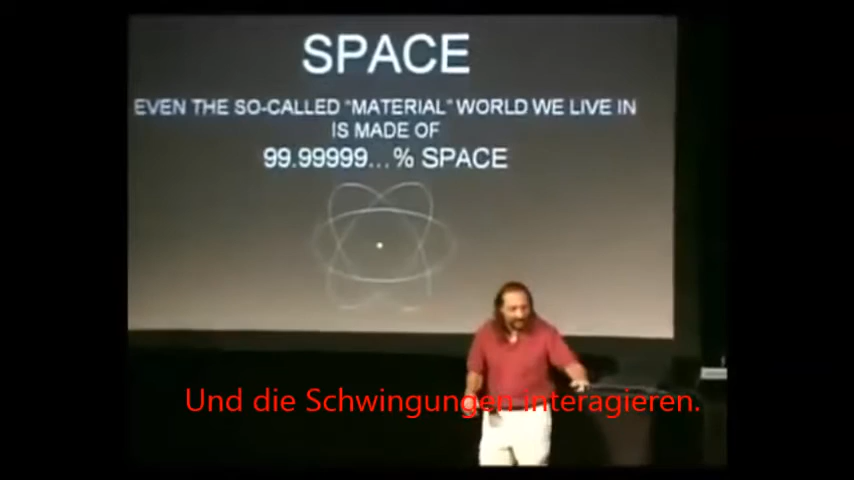 SPACE
EVEN THE SO-CALLED "MATERIAL" WORLD WE LIVE IN
IS MADE OF
99.99999...% SPACE
Und die Schwingungen interagieren.